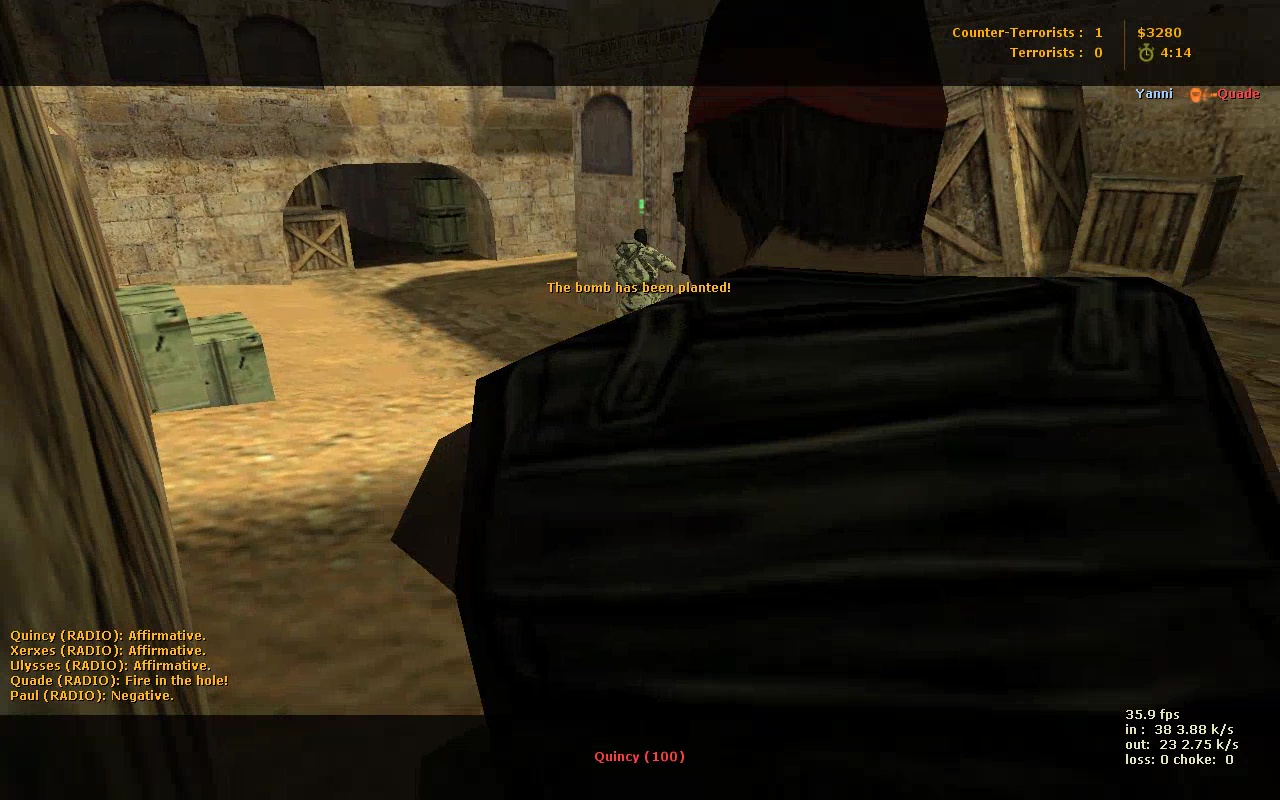 Counter-Terrorists : 1 $3280
Terrorists : 0 4:14
Yanni Quade
The bomb has been planted!
Quincy (RADIO): Affirmative.
Xerxes (RADIO): Affirmative.
Ulysses (RADIO): Affirmative.
Quade (RADIO): Fire in the hole!
Paul (RADIO): Negative.
35.9 fps
in : 38 3.88 k/s
out: 23 2.75 k/s
loss: 0 choke: 0
Quincy (100)